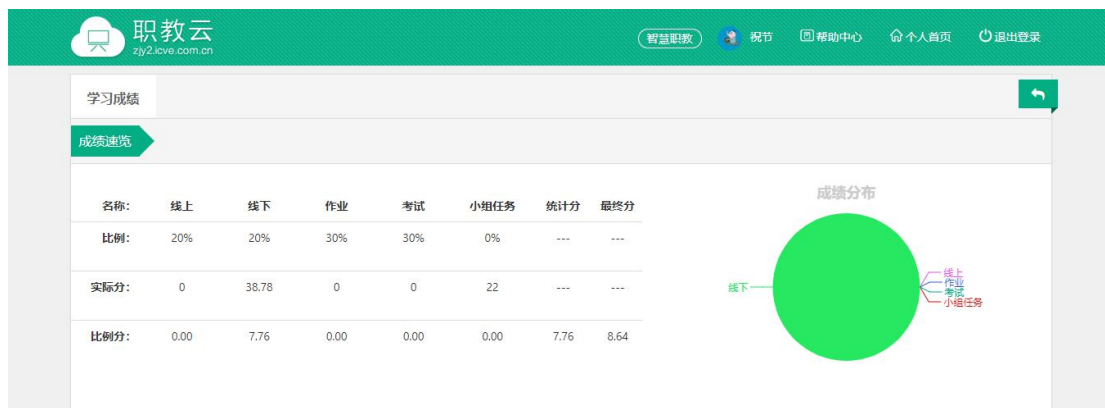 职教云
zjy2.icve.com.cn
智慧职教 祝节 帮助中心 个人首页 退出登录
学习成绩
成绩速览
名称: 线上 线下 作业 考试 小组任务 统计分 最终分
比例: 20% 20% 30% 30% 0% --- ---
实际分: 0 38.78 0 0 22 --- ---
比例分: 0.00 7.76 0.00 0.00 0.00 7.76 8.64
成绩分布
线下
线上
作业
考试
小组任务